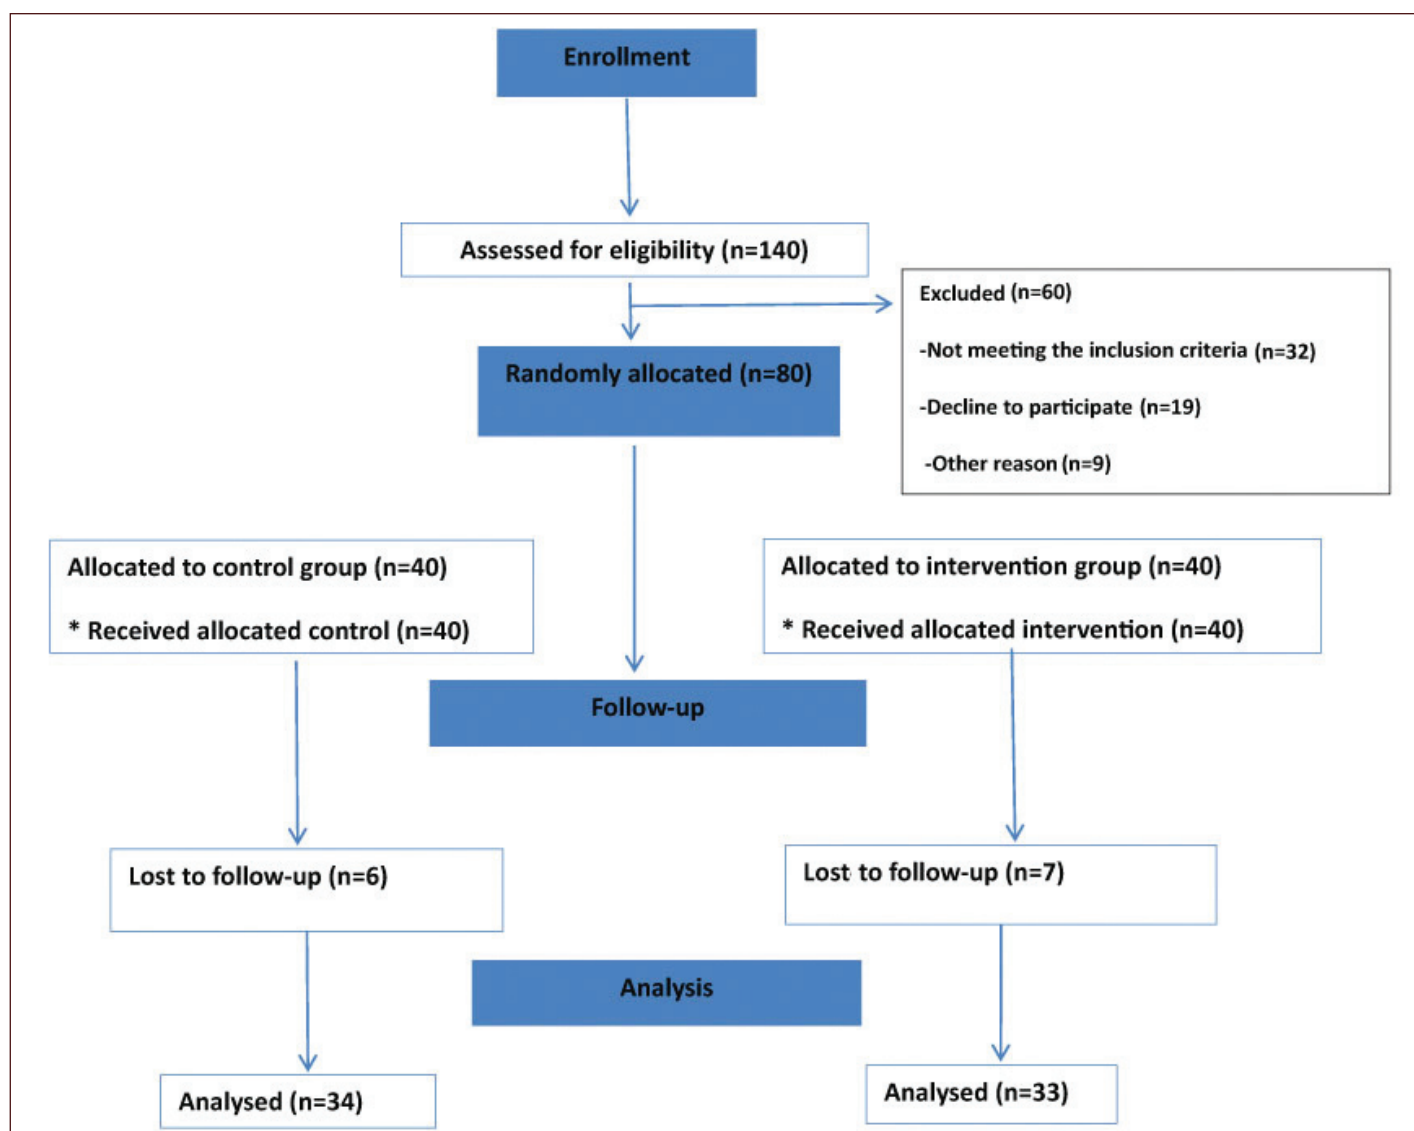 Enrollment
Assessed for eligibility (n=140)
Excluded (n=60)
-Not meeting the inclusion criteria (n=32)
-Decline to participate (n=19)
-Other reason (n=9)
Randomly allocated (n=80)
Allocated to control group (n=40)
* Received allocated control (n=40)
Allocated to intervention group (n=40)
* Received allocated intervention (n=40)
Follow-up
Lost to follow-up (n=6)
Lost to follow-up (n=7)
Analysis
Analysed (n=34)
Analysed (n=33)